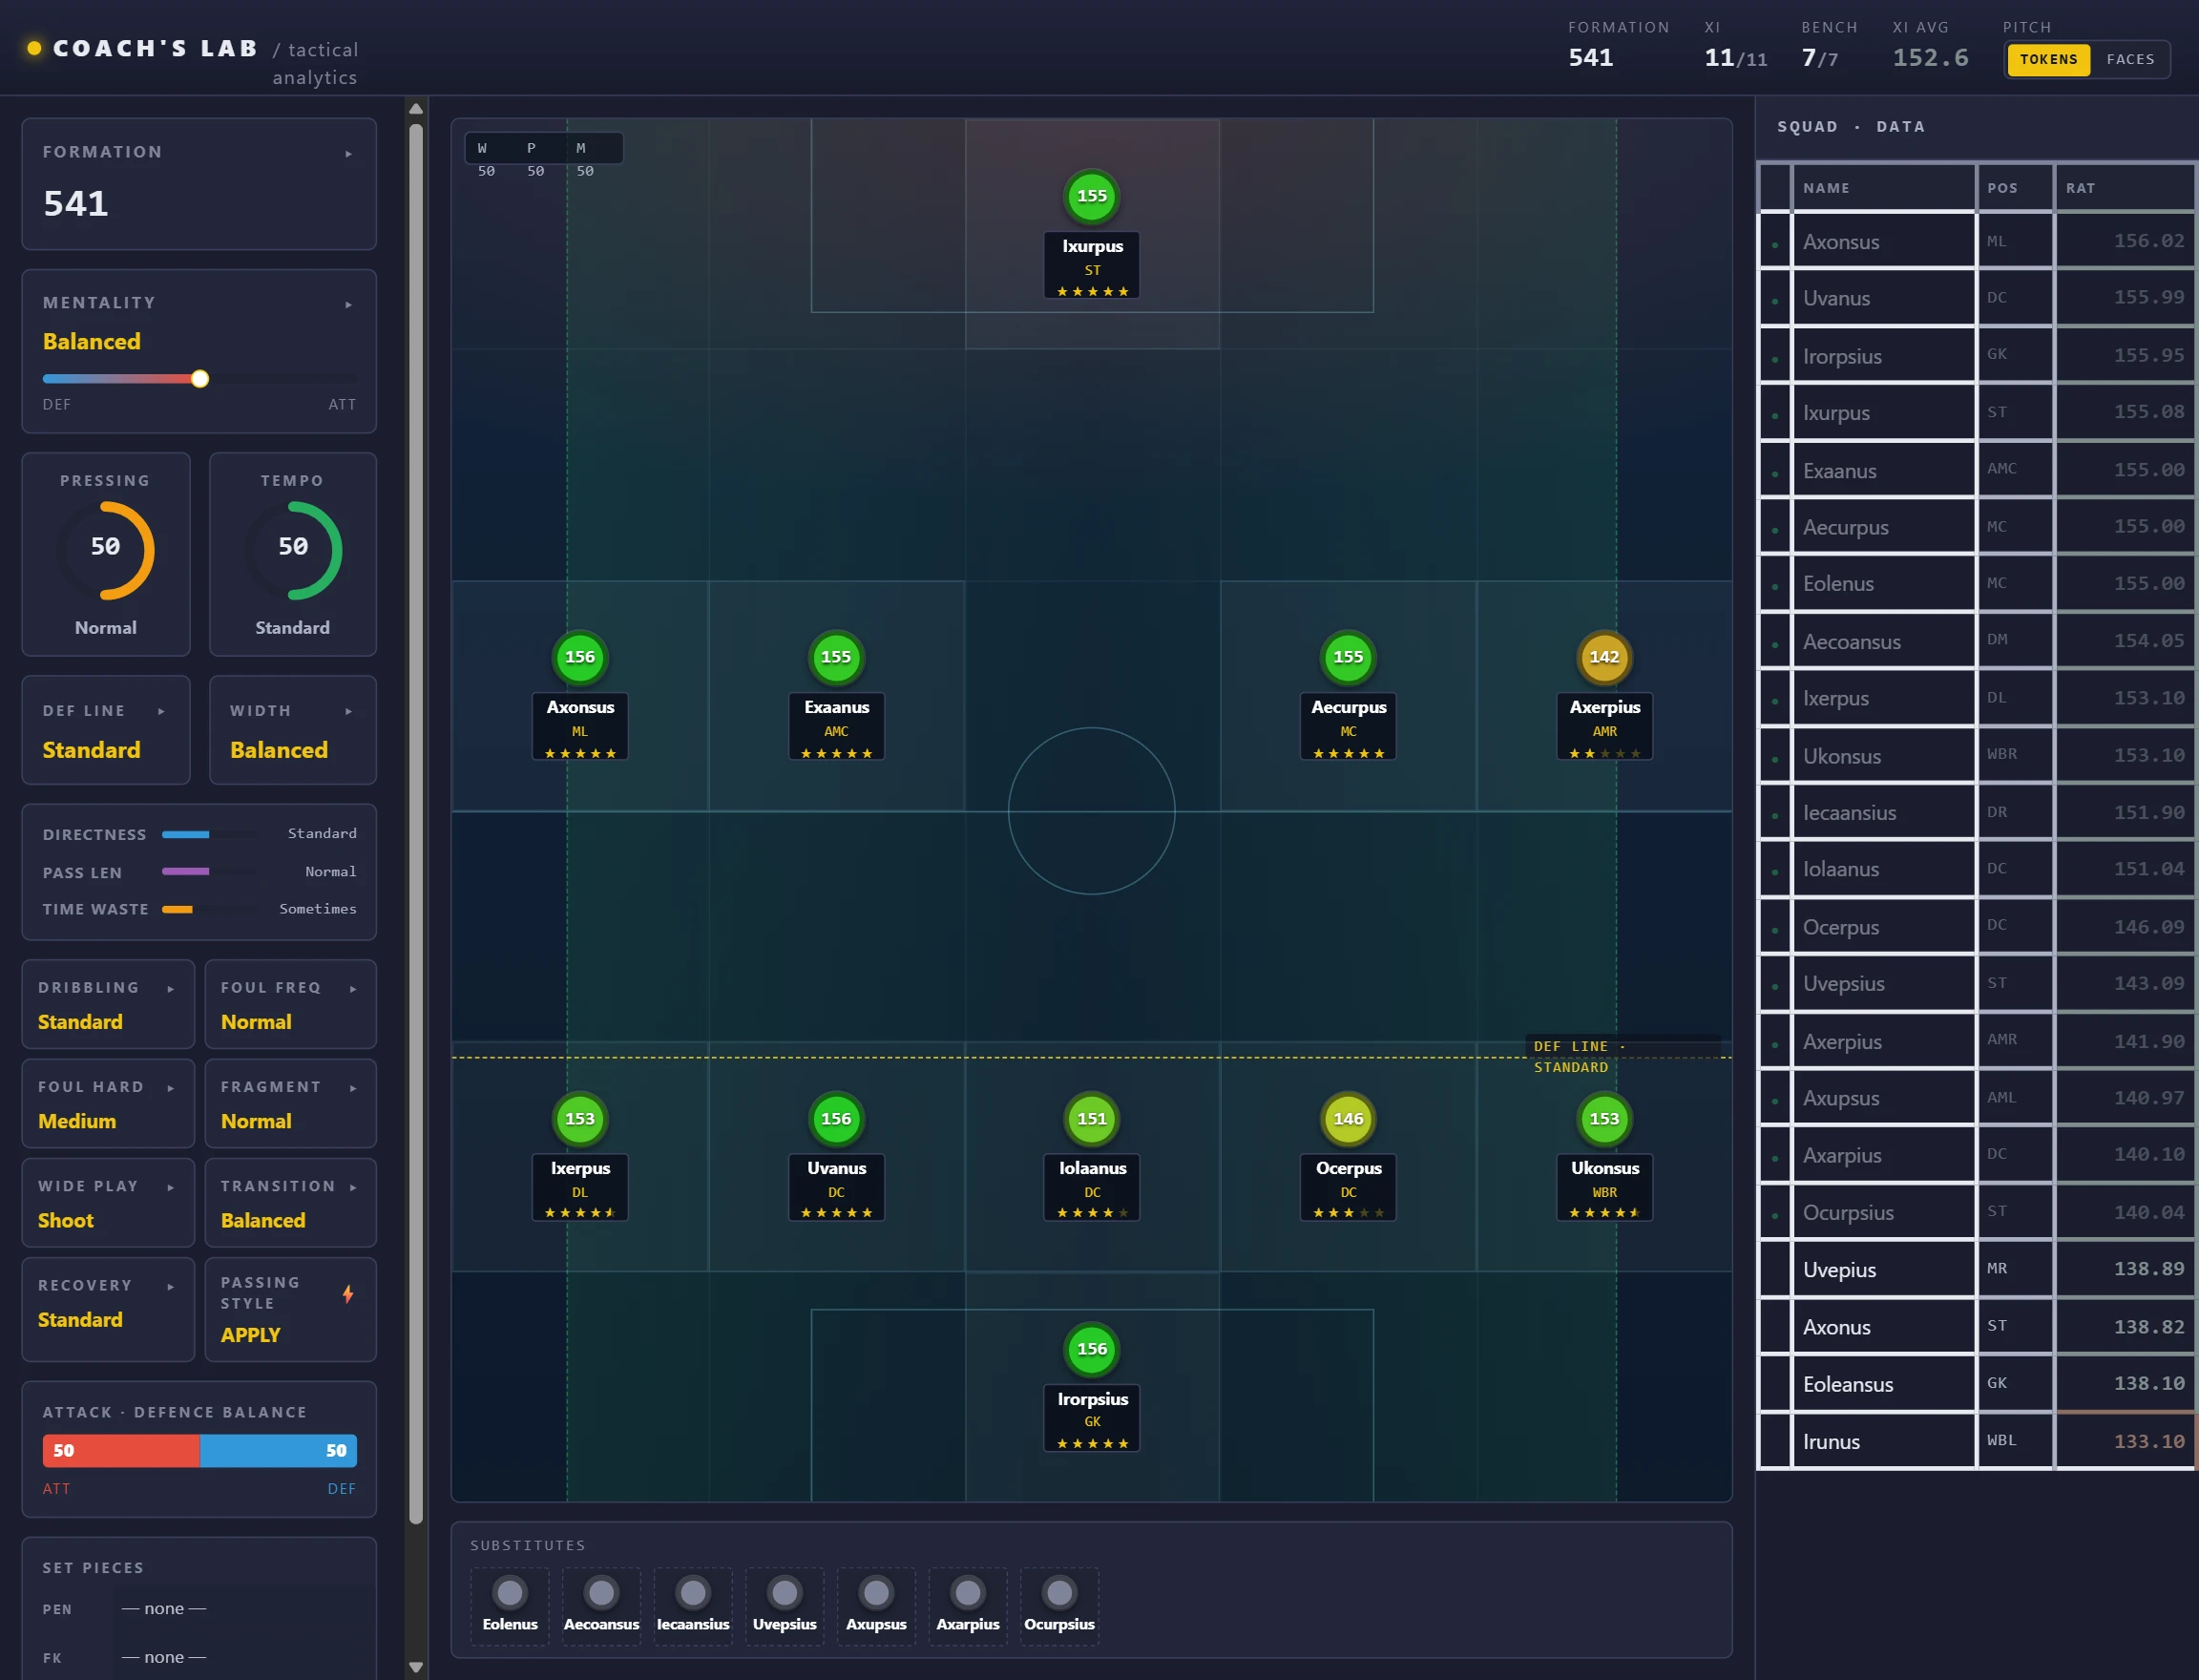 COACH'S LAB / tactical
analytics
FORMATION XI BENCH XI AVG PITCH
541 11/11 7/7 152.6 TOKENS FACES
FORMATION
541
MENTALITY
Balanced
DEF ATT
PRESSING TEMPO
50 50
Normal Standard
DEF LINE WIDTH
Standard Balanced
DIRECTNESS Standard
PASS LEN Normal
TIME WASTE Sometimes
DRIBBLING FOUL FREQ
Standard Normal
FOUL HARD FRAGMENT
Medium Normal
WIDE PLAY TRANSITION
Shoot Balanced
RECOVERY PASSING
STYLE
Standard APPLY
ATTACK · DEFENCE BALANCE
50 50
ATT DEF
SET PIECES
PEN — none —
FK — none —
W P M
50 50 50
155
Ixurpus
ST
156 155 155 142
Axonsus Exaanus Aecurpus Axerpius
ML AMC MC AMR
DEF LINE ·
STANDARD
153 156 151 146 153
Ixerpus Uvanus Iolaanus Ocerpus Ukonsus
DL DC DC DC WBR
156
Irorpsius
GK
SUBSTITUTES
Eolenus Aecoansus Iecaansius Uvepsius Axupsus Axarpius Ocurpsius
SQUAD · DATA
NAME POS RAT
Axonsus ML 156.02
Uvanus DC 155.99
Irorpsius GK 155.95
Ixurpus ST 155.08
Exaanus AMC 155.00
Aecurpus MC 155.00
Eolenus MC 155.00
Aecoansus DM 154.05
Ixerpus DL 153.10
Ukonsus WBR 153.10
Iecaansius DR 151.90
Iolaanus DC 151.04
Ocerpus DC 146.09
Uvepsius ST 143.09
Axerpius AMR 141.90
Axupsus AML 140.97
Axarpius DC 140.10
Ocurpsius ST 140.04
Uvepius MR 138.89
Axonus ST 138.82
Eoleansus GK 138.10
Irunus WBL 133.10